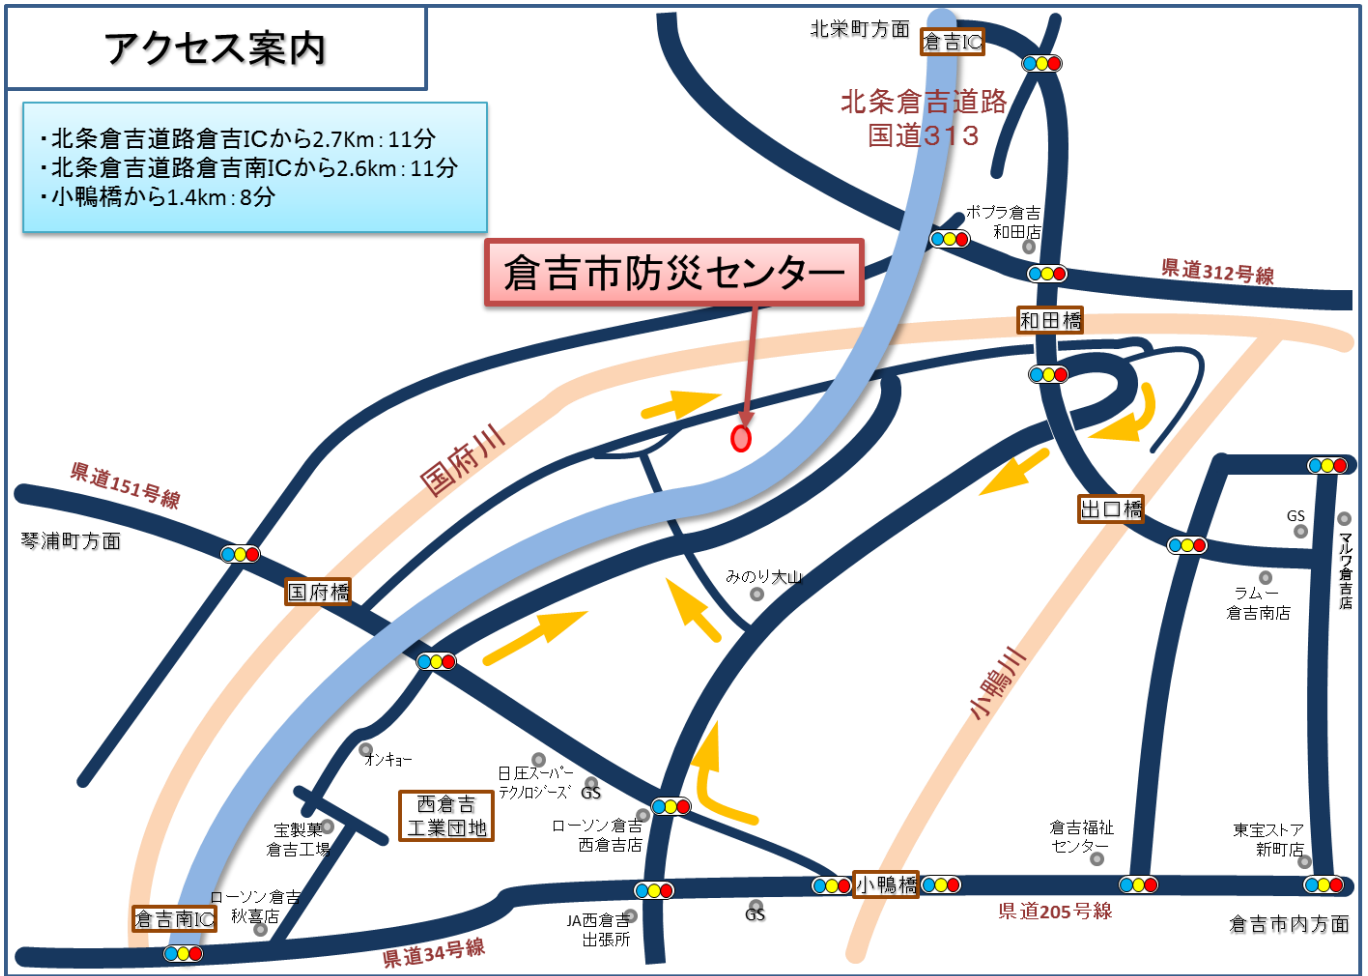 アクセス案内
・北条倉吉道路倉吉ICから2.7Km：11分
・北条倉吉道路倉吉南ICから2.6km：11分
・小鴨橋から1.4km：8分
北栄町方面
倉吉IC
北条倉吉道路
国道313
ポプラ倉吉
和田店
倉吉市防災センター
県道312号線
和田橋
国府川
県道151号線
琴浦町方面
国府橋
出口橋
GS
マルワ倉吉店
ラムー
倉吉南店
みのり大山
小鴨川
オンキョー
日圧スーパー
テクノロジーズ
GS
西倉吉
工業団地
ローソン倉吉
西倉吉店
宝製菓
倉吉工場
倉吉福祉
センター
東宝ストア
新町店
ローソン倉吉
秋喜店
倉吉南IC
小鴨橋
JA西倉吉
出張所
GS
県道205号線
倉吉市内方面
県道34号線